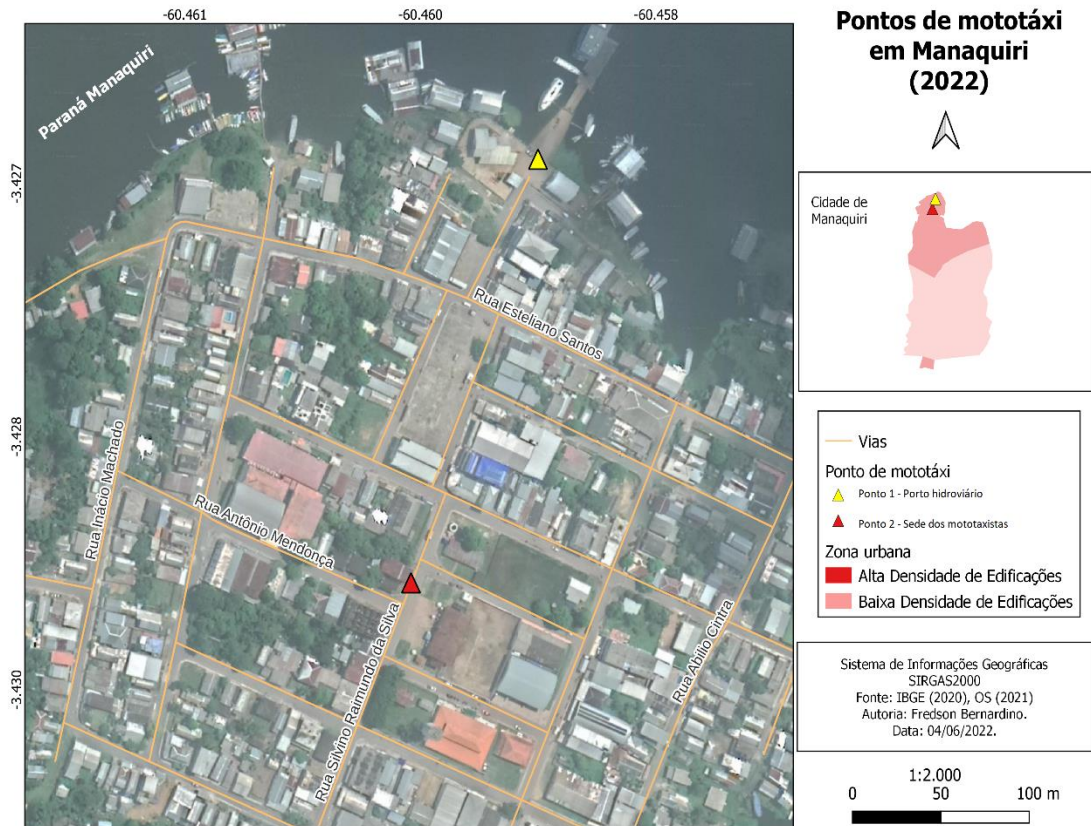 -60.461
-60.460
-60.458
Pontos de mototáxi
em Manaquiri
(2022)
Paraná Manaquiri
-3.427
-3.428
-3.430
Rua Esteliano Santos
Rua Inácio Machado
Rua Antônio Mendonça
Rua Silvino Raimundo da Silva
Rua Abilio Cintra
Cidade de
Manaquiri
Vias
Ponto de mototáxi
Ponto 1 - Porto hidroviário
Ponto 2 - Sede dos mototaxistas
Zona urbana
Alta Densidade de Edificações
Baixa Densidade de Edificações
Sistema de Informações Geográficas
SIRGAS2000
Fonte: IBGE (2020), OS (2021)
Autoria: Fredson Bernardino.
Data: 04/06/2022.
1:2.000
0 50 100 m